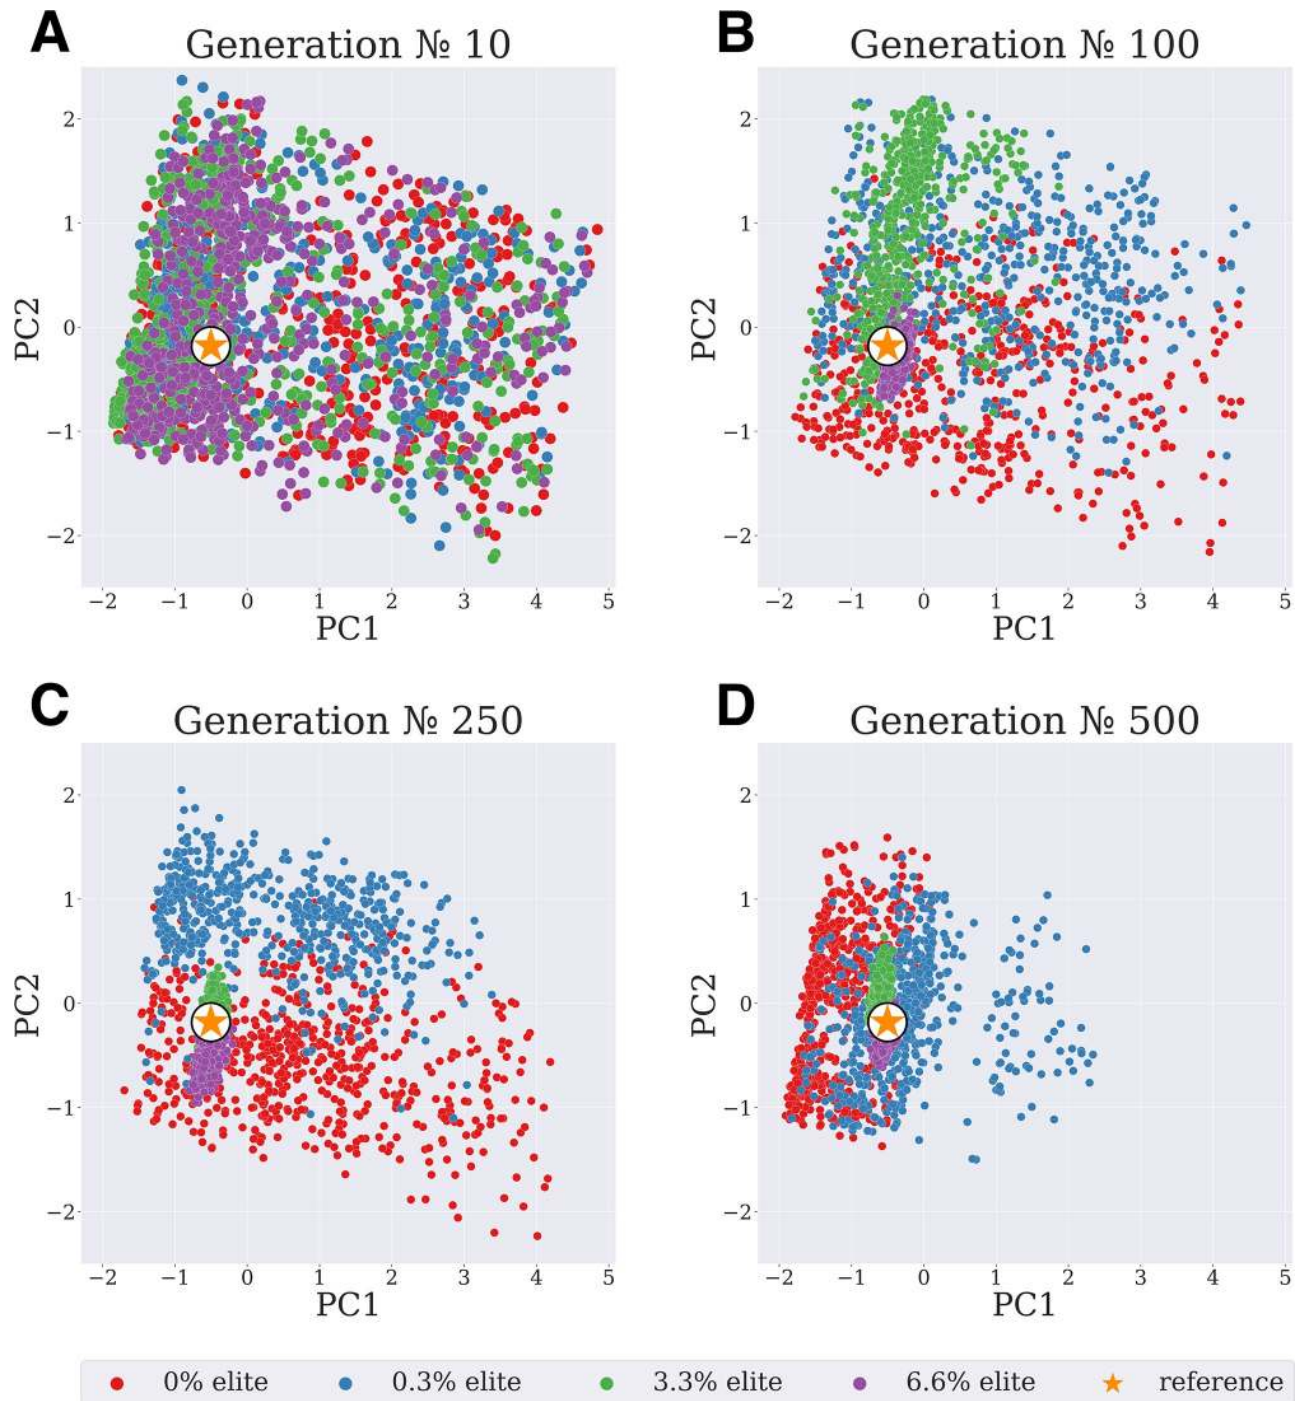 A
Generation № 10
B
Generation № 100
2
1
0
−1
−2
PC2
−2 −1 0 1 2 3 4 5
PC1
2
1
0
−1
−2
PC2
−2 −1 0 1 2 3 4 5
PC1
C
Generation № 250
D
Generation № 500
2
1
0
−1
−2
PC2
−2 −1 0 1 2 3 4 5
PC1
2
1
0
−1
−2
PC2
−2 −1 0 1 2 3 4 5
PC1
0% elite 0.3% elite 3.3% elite 6.6% elite reference